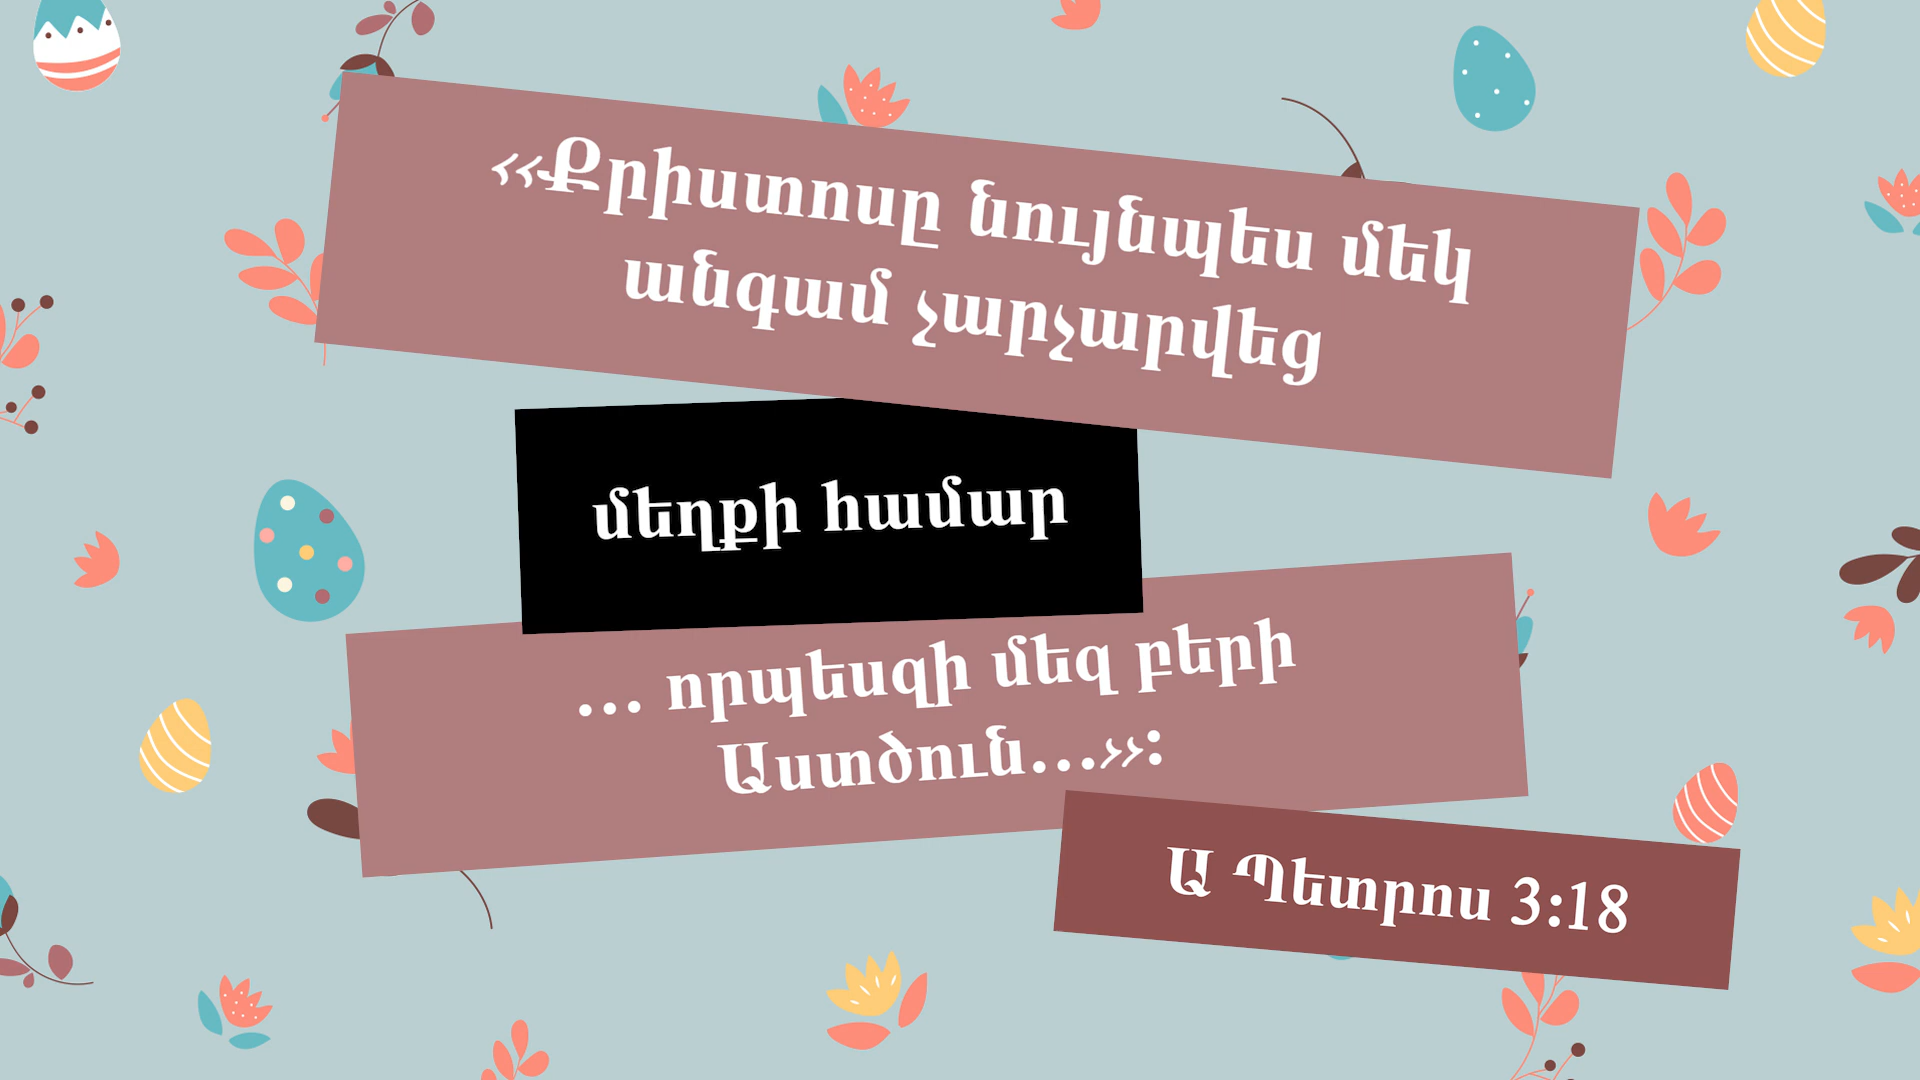 ‹‹Քրիստոսը նույնպես մեկ
անգամ չարչարվեց
մեղքի համար
... որպեսզի մեզ բերի
Աստծուն...››:
Ա Պետրոս 3:18